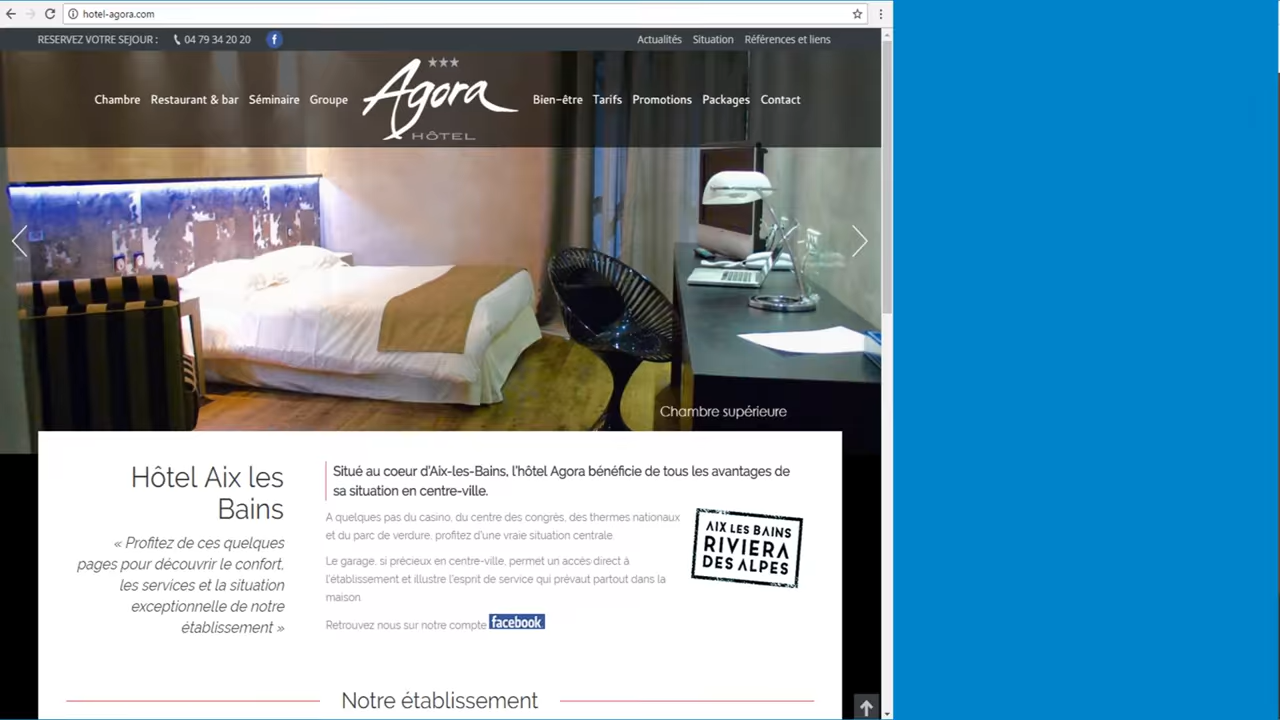 hotel-agora.com
RESERVEZ VOTRE SEJOUR : 04 79 34 20 20 f Actualités Situation Références et liens
Chambre Restaurant & bar Séminaire Groupe Agora HÔTEL Bien-être Tarifs Promotions Packages Contact
Chambre supérieure
Hôtel Aix les
Bains
« Profitez de ces quelques
pages pour découvrir le confort,
les services et la situation
exceptionnelle de notre
établissement »
Situé au coeur d'Aix-les-Bains, l'hôtel Agora bénéficie de tous les avantages de
sa situation en centre-ville.
A quelques pas du casino, du centre des congrès, des thermes nationaux
et du parc de verdure, profitez d'une vraie situation centrale
Le garage, si précieux en centre-ville, permet un accès direct à
l'établissement et illustre l'esprit de service qui prévaut partout dans la
maison.
Retrouvez nous sur notre compte facebook
AIX LES BAINS
RIVIERA
DES ALPES
Notre établissement